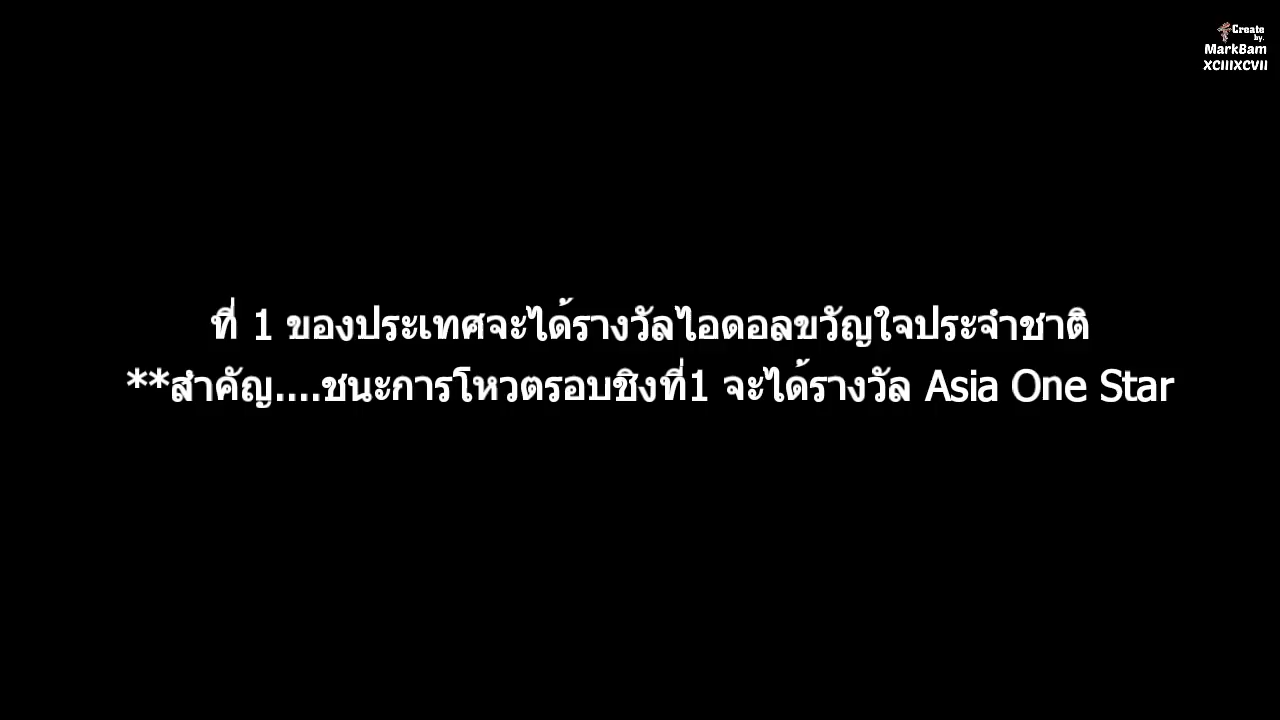 Create
by.
MarkBam
XCIIIXCVII
ที่ 1 ของประเทศจะได้รางวัลไอดอลขวัญใจประจำชาติ
**สำคัญ....ชนะการโหวตรอบชิงที่1 จะได้รางวัล Asia One Star